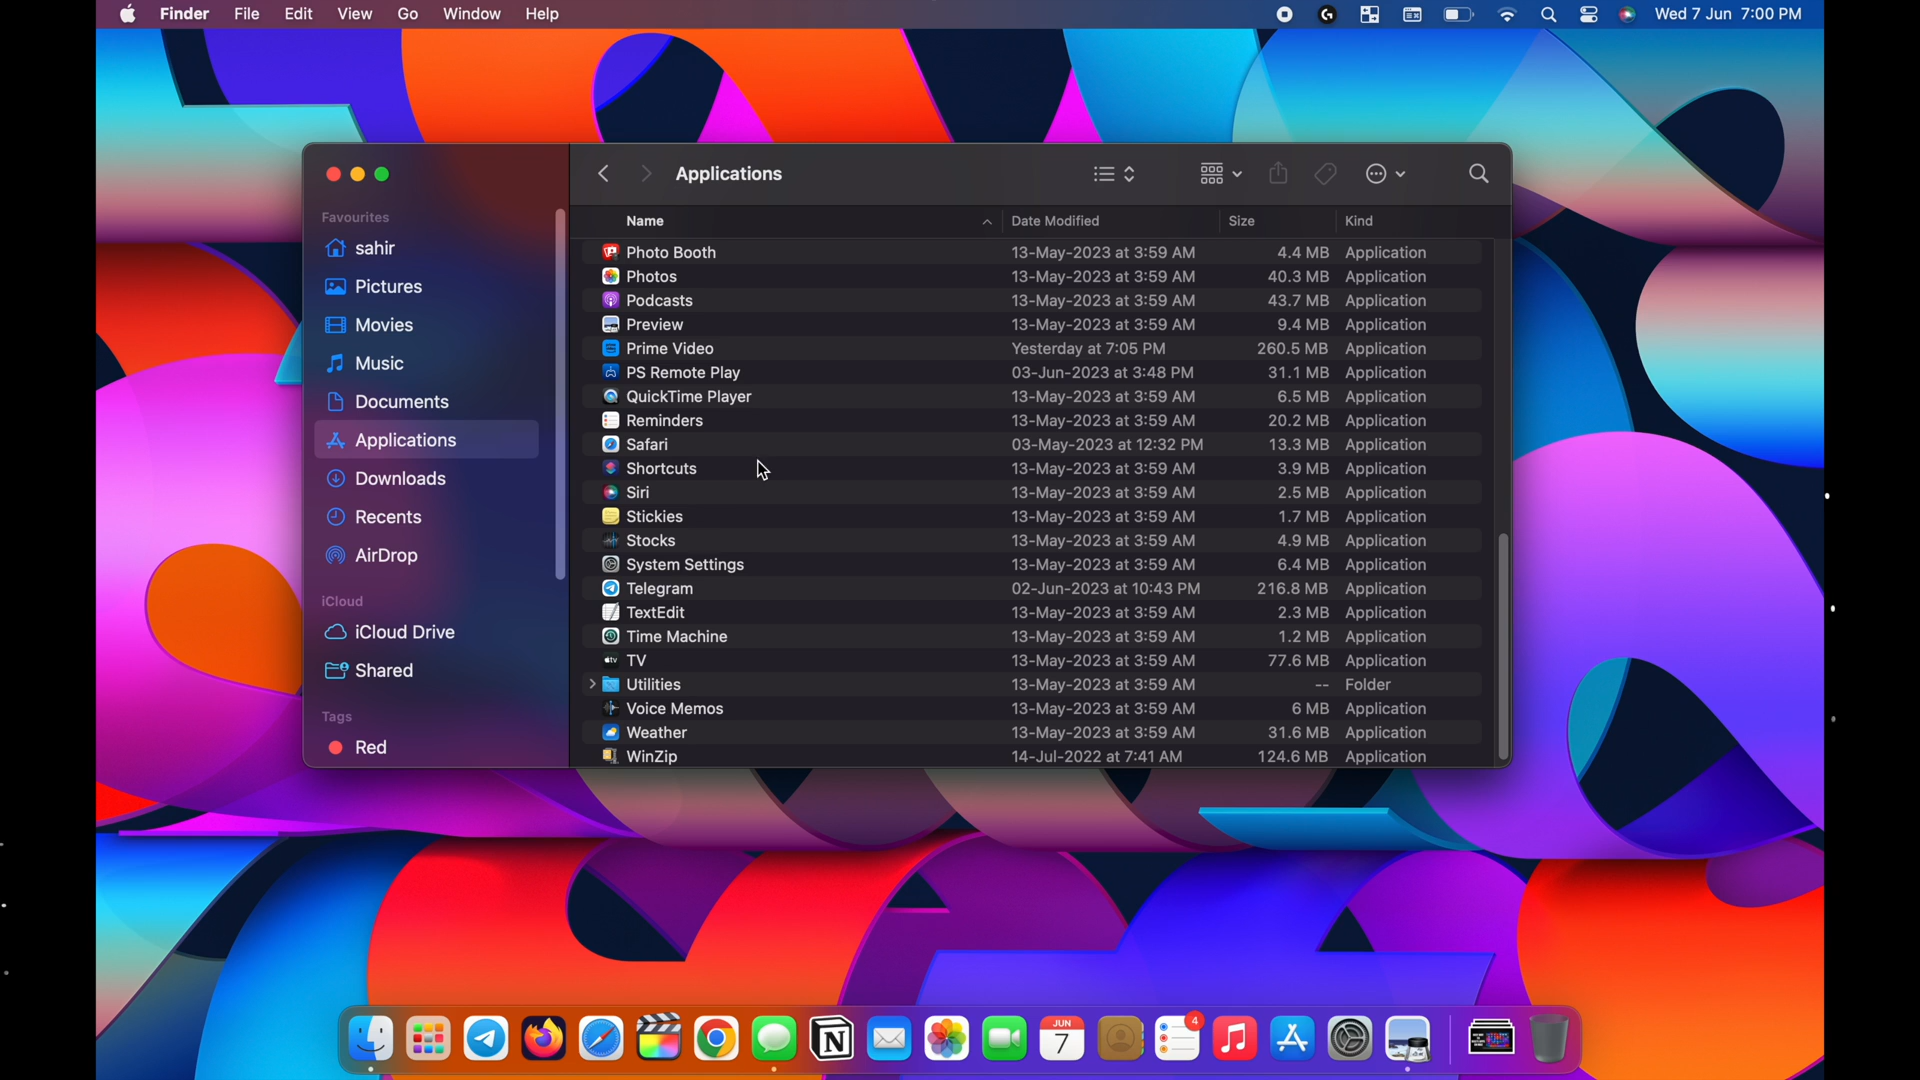 Finder File Edit View Go Window Help Wed 7 Jun 7:00 PM
Applications
Favourites
sahir
Pictures
Movies
Music
Documents
Applications
Downloads
Recents
AirDrop
iCloud
iCloud Drive
Shared
Tags
Red
Name Date Modified Size Kind
Photo Booth 13-May-2023 at 3:59 AM 4.4 MB Application
Photos 13-May-2023 at 3:59 AM 40.3 MB Application
Podcasts 13-May-2023 at 3:59 AM 43.7 MB Application
Preview 13-May-2023 at 3:59 AM 9.4 MB Application
Prime Video Yesterday at 7:05 PM 260.5 MB Application
PS Remote Play 03-Jun-2023 at 3:48 PM 31.1 MB Application
QuickTime Player 13-May-2023 at 3:59 AM 6.5 MB Application
Reminders 13-May-2023 at 3:59 AM 20.2 MB Application
Safari 03-May-2023 at 12:32 PM 13.3 MB Application
Shortcuts 13-May-2023 at 3:59 AM 3.9 MB Application
Siri 13-May-2023 at 3:59 AM 2.5 MB Application
Stickies 13-May-2023 at 3:59 AM 1.7 MB Application
Stocks 13-May-2023 at 3:59 AM 4.9 MB Application
System Settings 13-May-2023 at 3:59 AM 6.4 MB Application
Telegram 02-Jun-2023 at 10:43 PM 216.8 MB Application
TextEdit 13-May-2023 at 3:59 AM 2.3 MB Application
Time Machine 13-May-2023 at 3:59 AM 1.2 MB Application
TV 13-May-2023 at 3:59 AM 77.6 MB Application
Utilities 13-May-2023 at 3:59 AM -- Folder
Voice Memos 13-May-2023 at 3:59 AM 6 MB Application
Weather 13-May-2023 at 3:59 AM 31.6 MB Application
WinZip 14-Jul-2022 at 7:41 AM 124.6 MB Application
JUN
7
4